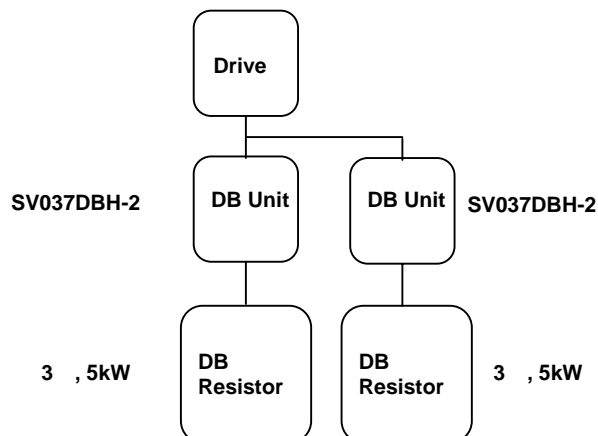 Drive
SV037DBH-2
DB Unit
DB Unit
SV037DBH-2
3 , 5kW
DB
Resistor
DB
Resistor
3 , 5kW